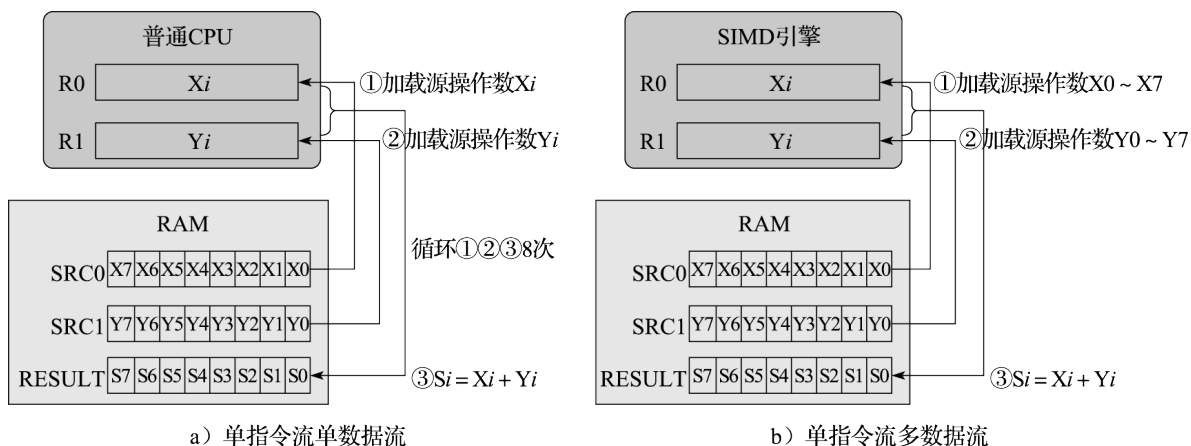 普通CPU
R0 Xi ①加载源操作数Xi
R1 Yi ②加载源操作数Yi
RAM
循环①②③8次
SRC0 X7 X6 X5 X4 X3 X2 X1 X0
SRC1 Y7 Y6 Y5 Y4 Y3 Y2 Y1 Y0
RESULT S7 S6 S5 S4 S3 S2 S1 S0 ③Si=Xi+Yi
a）单指令流单数据流
SIMD引擎
R0 Xi ①加载源操作数X0~X7
R1 Yi ②加载源操作数Y0~Y7
RAM
SRC0 X7 X6 X5 X4 X3 X2 X1 X0
SRC1 Y7 Y6 Y5 Y4 Y3 Y2 Y1 Y0
RESULT S7 S6 S5 S4 S3 S2 S1 S0 ③Si=Xi+Yi
b）单指令流多数据流